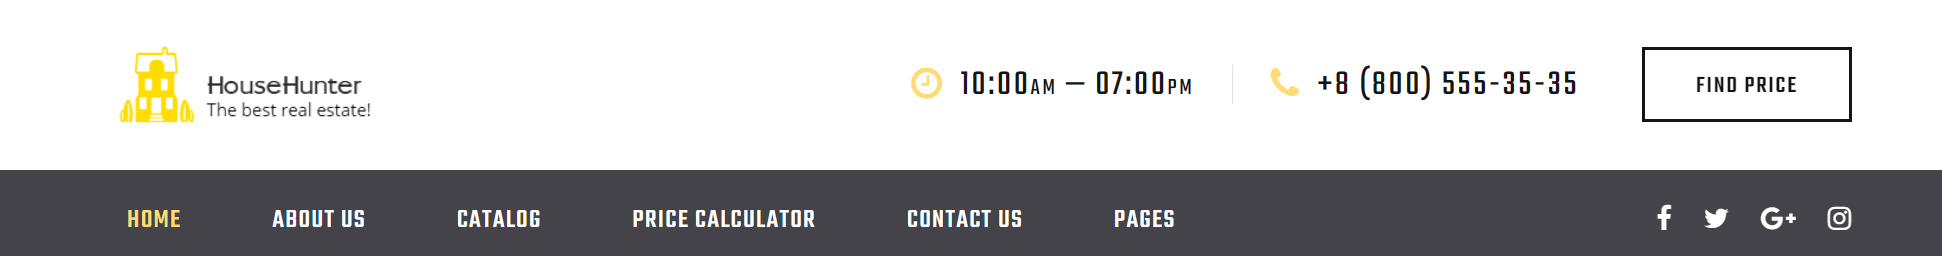 HouseHunter
The best real estate!
10:00AM — 07:00PM
+8 (800) 555-35-35
FIND PRICE
HOME ABOUT US CATALOG PRICE CALCULATOR CONTACT US PAGES